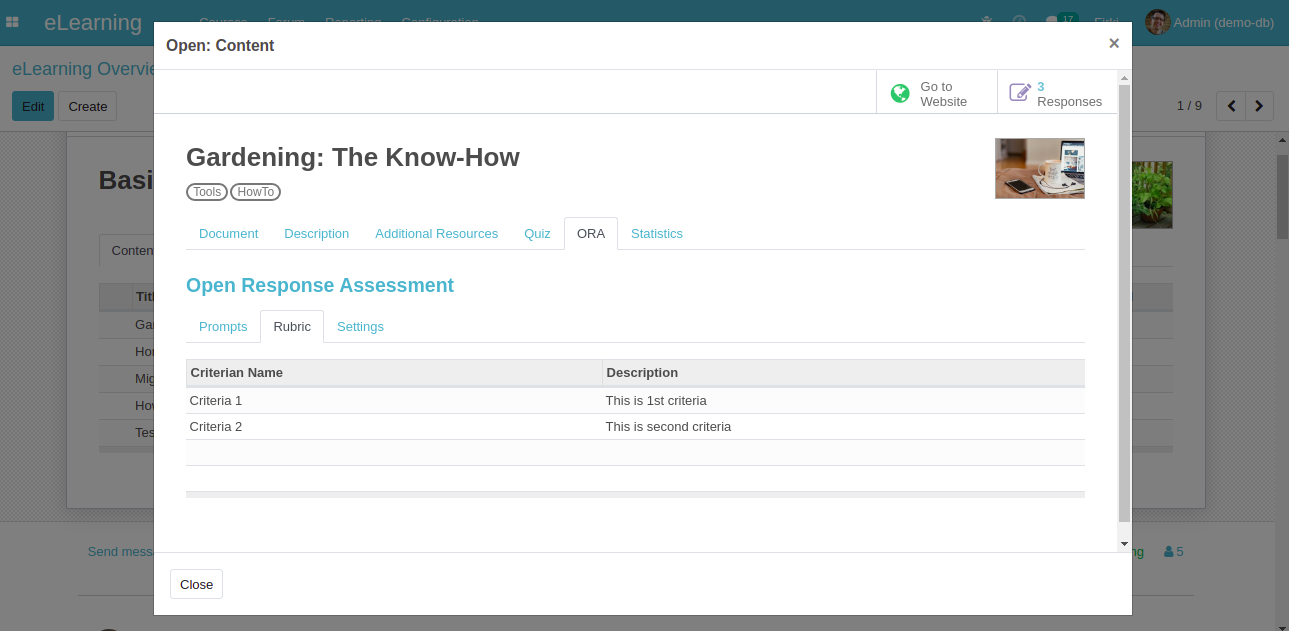 eLearning Courses Forum Reporting Configuration 17 Admin (demo-db)
Open: Content ×
eLearning Overvie
Edit Create
Go to Website
3 Responses
1 / 9
Basi
Gardening: The Know-How
Tools HowTo
Document Description Additional Resources Quiz ORA Statistics
Conten
Open Response Assessment
Titl
Prompts Rubric Settings
Ga
Hor
Mig
Hov
Tes
Criterian Name Description
Criteria 1 This is 1st criteria
Criteria 2 This is second criteria
Send mess
ng 5
Close